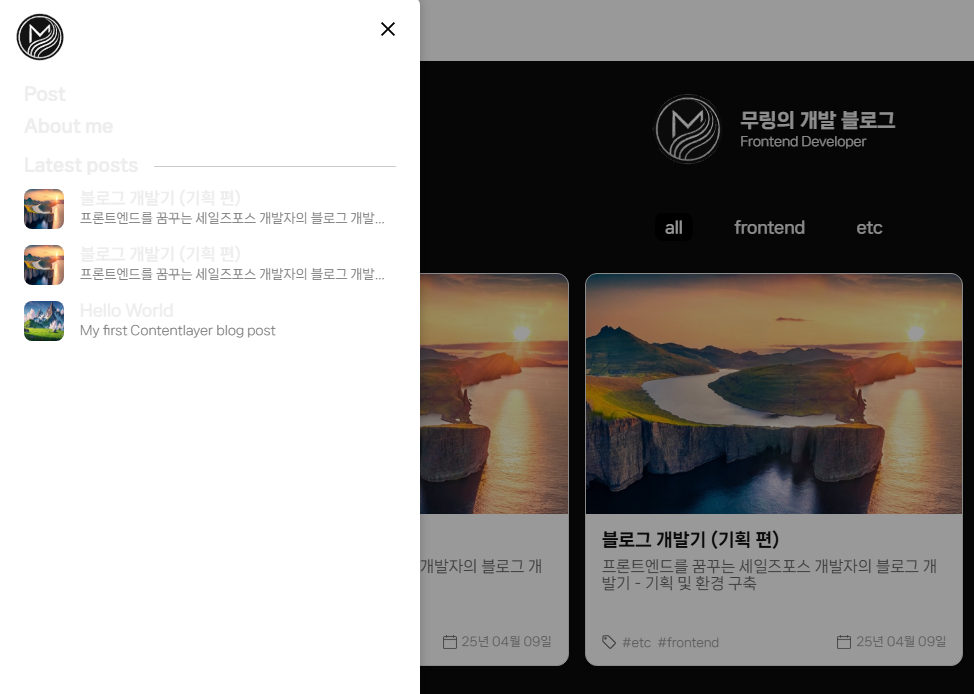 Post
About me
Latest posts
블로그 개발기 (기획 편)
프론트엔드를 꿈꾸는 세일즈포스 개발자의 블로그 개발...
블로그 개발기 (기획 편)
프론트엔드를 꿈꾸는 세일즈포스 개발자의 블로그 개발...
Hello World
My first Contentlayer blog post
무링의 개발 블로그
Frontend Developer
all
frontend
etc
개발자의 블로그 개
25년 04월 09일
블로그 개발기 (기획 편)
프론트엔드를 꿈꾸는 세일즈포스 개발자의 블로그 개
발기 - 기획 및 환경 구축
#etc #frontend
25년 04월 09일